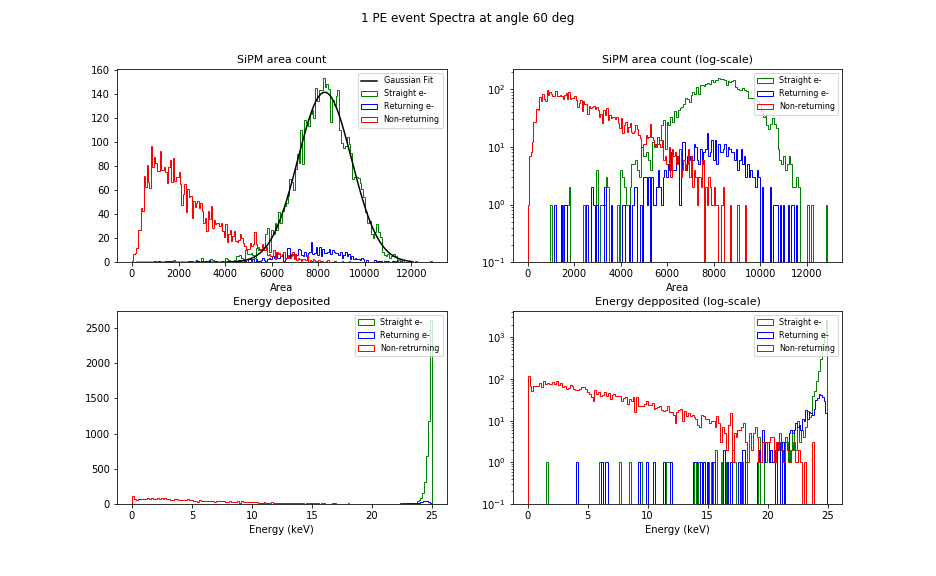 1 PE event Spectra at angle 60 deg
SiPM area count
160
140
120
100
80
60
40
20
0
0 2000 4000 6000 8000 10000 12000
Area
Gaussian Fit
Straight e-
Returning e-
Non-returning
SiPM area count (log-scale)
10²
10¹
10⁰
10⁻¹
0 2000 4000 6000 8000 10000 12000
Area
Straight e-
Returning e-
Non-returning
Energy deposited
2500
2000
1500
1000
500
0
0 5 10 15 20 25
Energy (keV)
Straight e-
Returning e-
Non-retrurning
Energy depposited (log-scale)
10³
10²
10¹
10⁰
10⁻¹
0 5 10 15 20 25
Energy (keV)
Straight e-
Returning e-
Non-returning